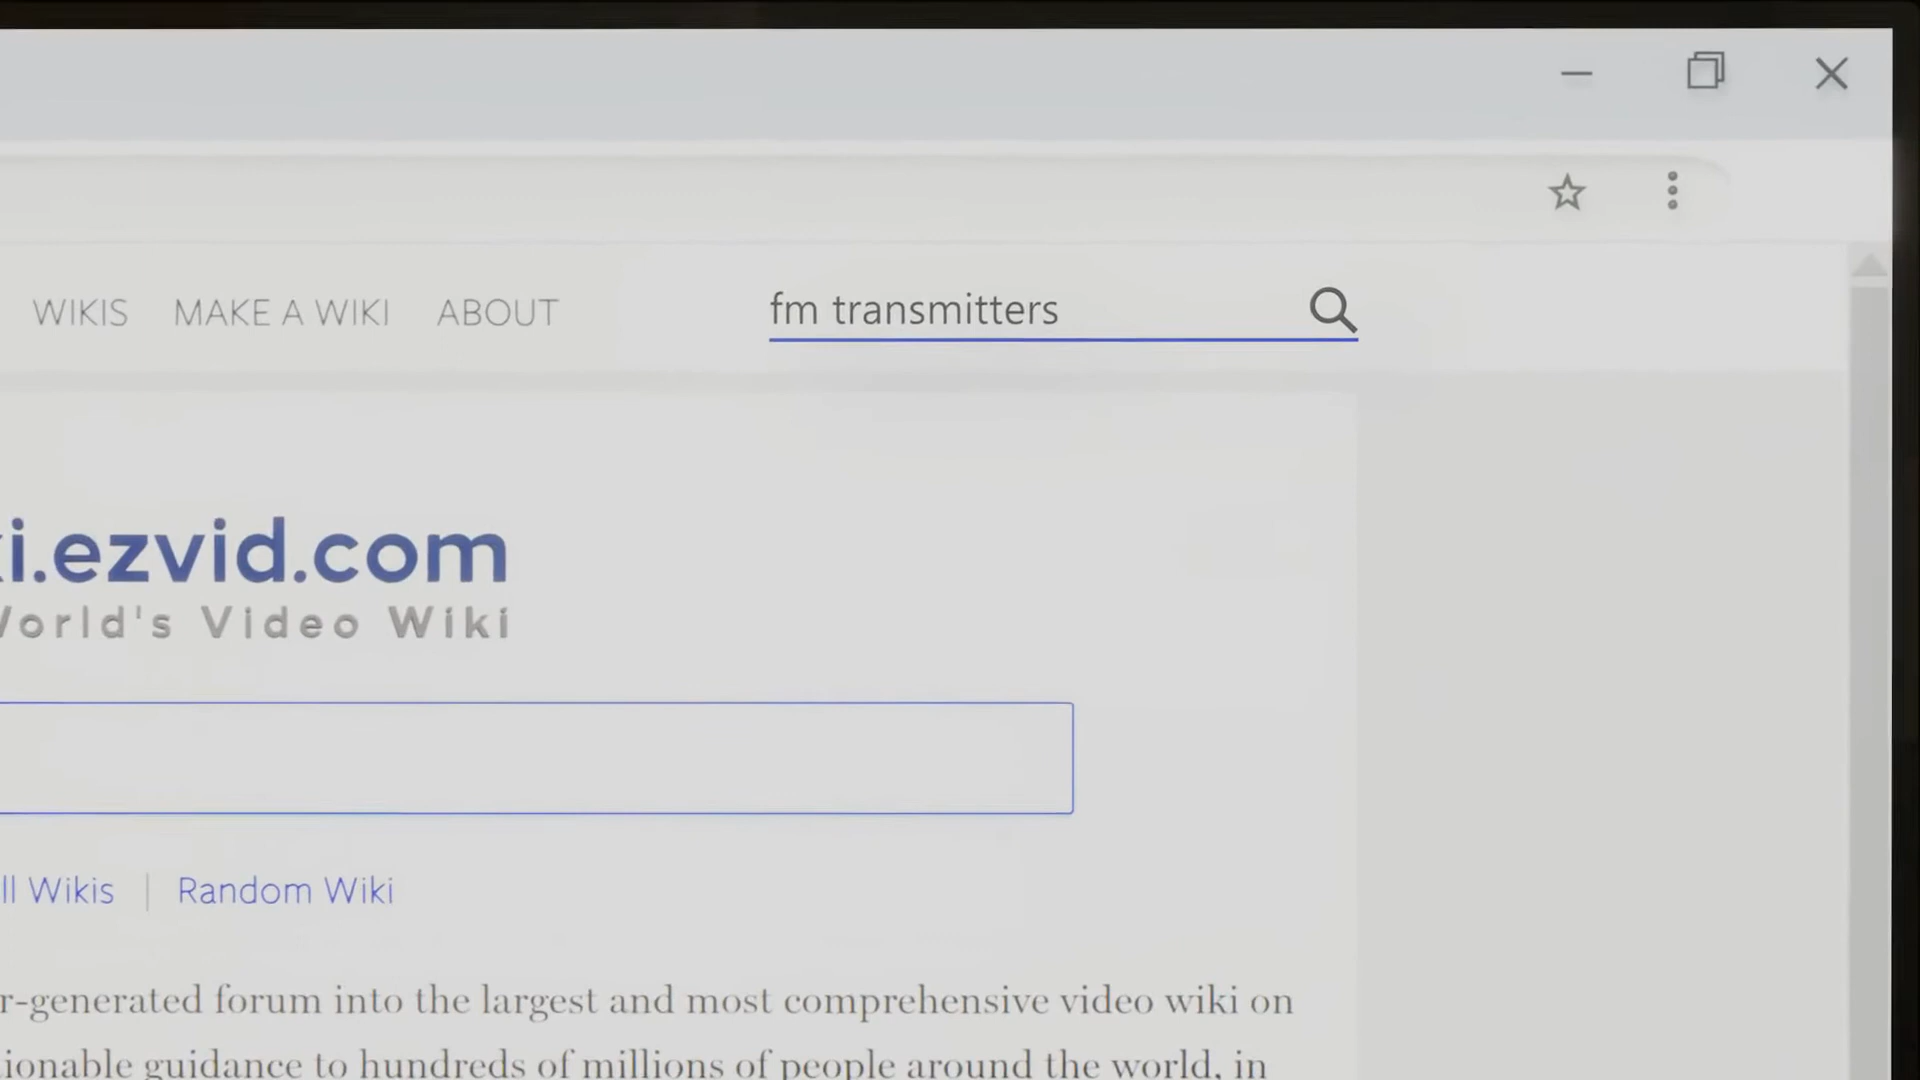 WIKIS MAKE A WIKI ABOUT fm transmitters
i.ezvid.com
World's Video Wiki
ll Wikis | Random Wiki
r-generated forum into the largest and most comprehensive video wiki on
ionable guidance to hundreds of millions of people around the world, in